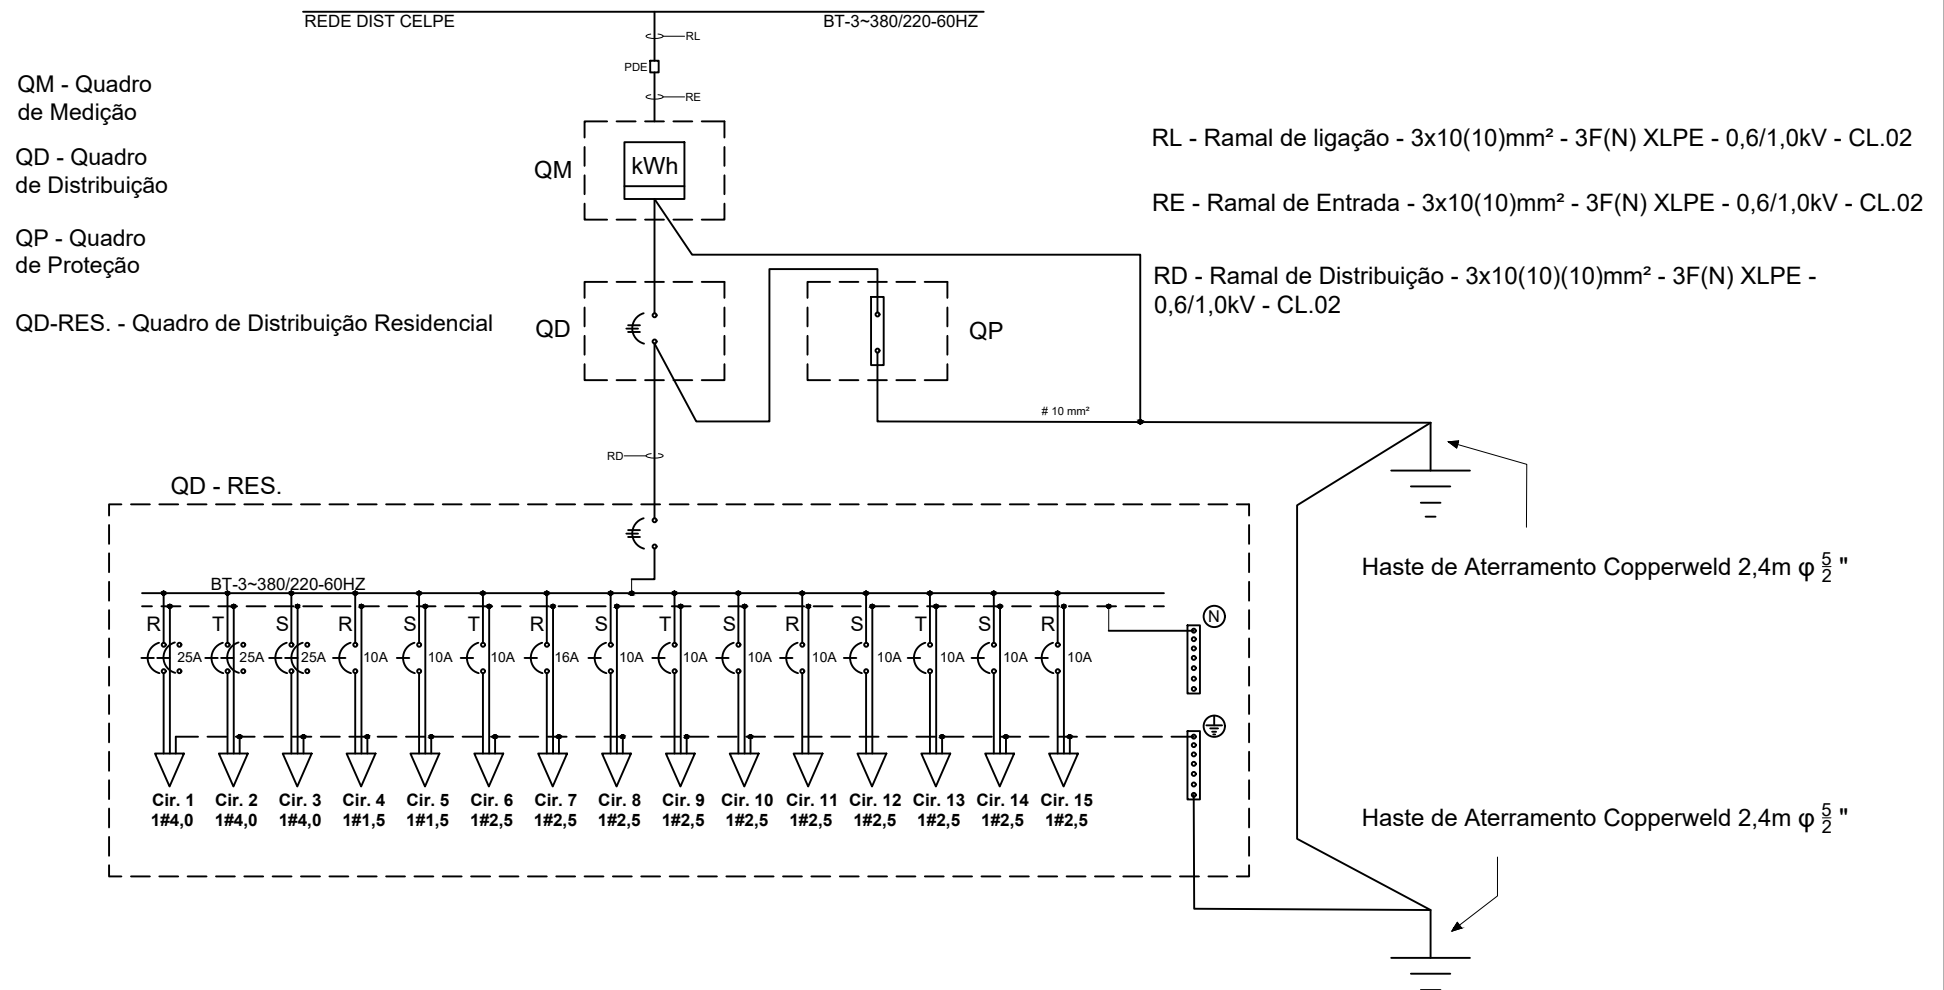 REDE DIST CELPE
BT-3~380/220-60HZ
RL
PDE
RE
QM - Quadro
de Medição
QD - Quadro
de Distribuição
QP - Quadro
de Proteção
QD-RES. - Quadro de Distribuição Residencial
QM
kWh
RL - Ramal de ligação - 3x10(10)mm² - 3F(N) XLPE - 0,6/1,0kV - CL.02
RE - Ramal de Entrada - 3x10(10)mm² - 3F(N) XLPE - 0,6/1,0kV - CL.02
RD - Ramal de Distribuição - 3x10(10)(10)mm² - 3F(N) XLPE -
0,6/1,0kV - CL.02
QD
QP
# 10 mm²
RD
QD - RES.
Haste de Aterramento Copperweld 2,4m φ 5/2 "
BT-3~380/220-60HZ
R T S R S T R S T S R S T S R
N
25A 25A 25A 10A 10A 10A 16A 10A 10A 10A 10A 10A 10A 10A 10A
Cir. 1 Cir. 2 Cir. 3 Cir. 4 Cir. 5 Cir. 6 Cir. 7 Cir. 8 Cir. 9 Cir. 10 Cir. 11 Cir. 12 Cir. 13 Cir. 14 Cir. 15
1#4,0 1#4,0 1#4,0 1#1,5 1#1,5 1#2,5 1#2,5 1#2,5 1#2,5 1#2,5 1#2,5 1#2,5 1#2,5 1#2,5 1#2,5
Haste de Aterramento Copperweld 2,4m φ 5/2 "